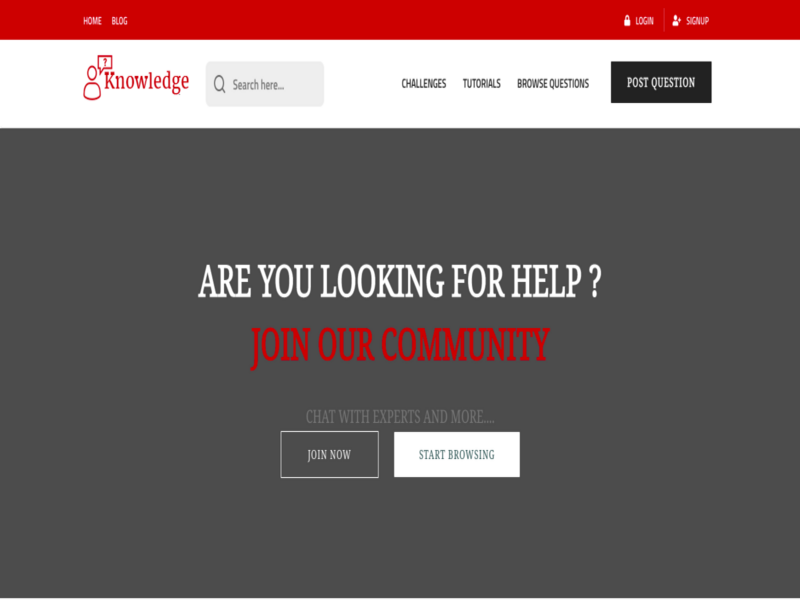 HOME BLOG LOGIN SIGNUP
?
Knowledge Search here... CHALLENGES TUTORIALS BROWSE QUESTIONS POST QUESTION
ARE YOU LOOKING FOR HELP ?
JOIN OUR COMMUNITY
CHAT WITH EXPERTS AND MORE....
JOIN NOW START BROWSING